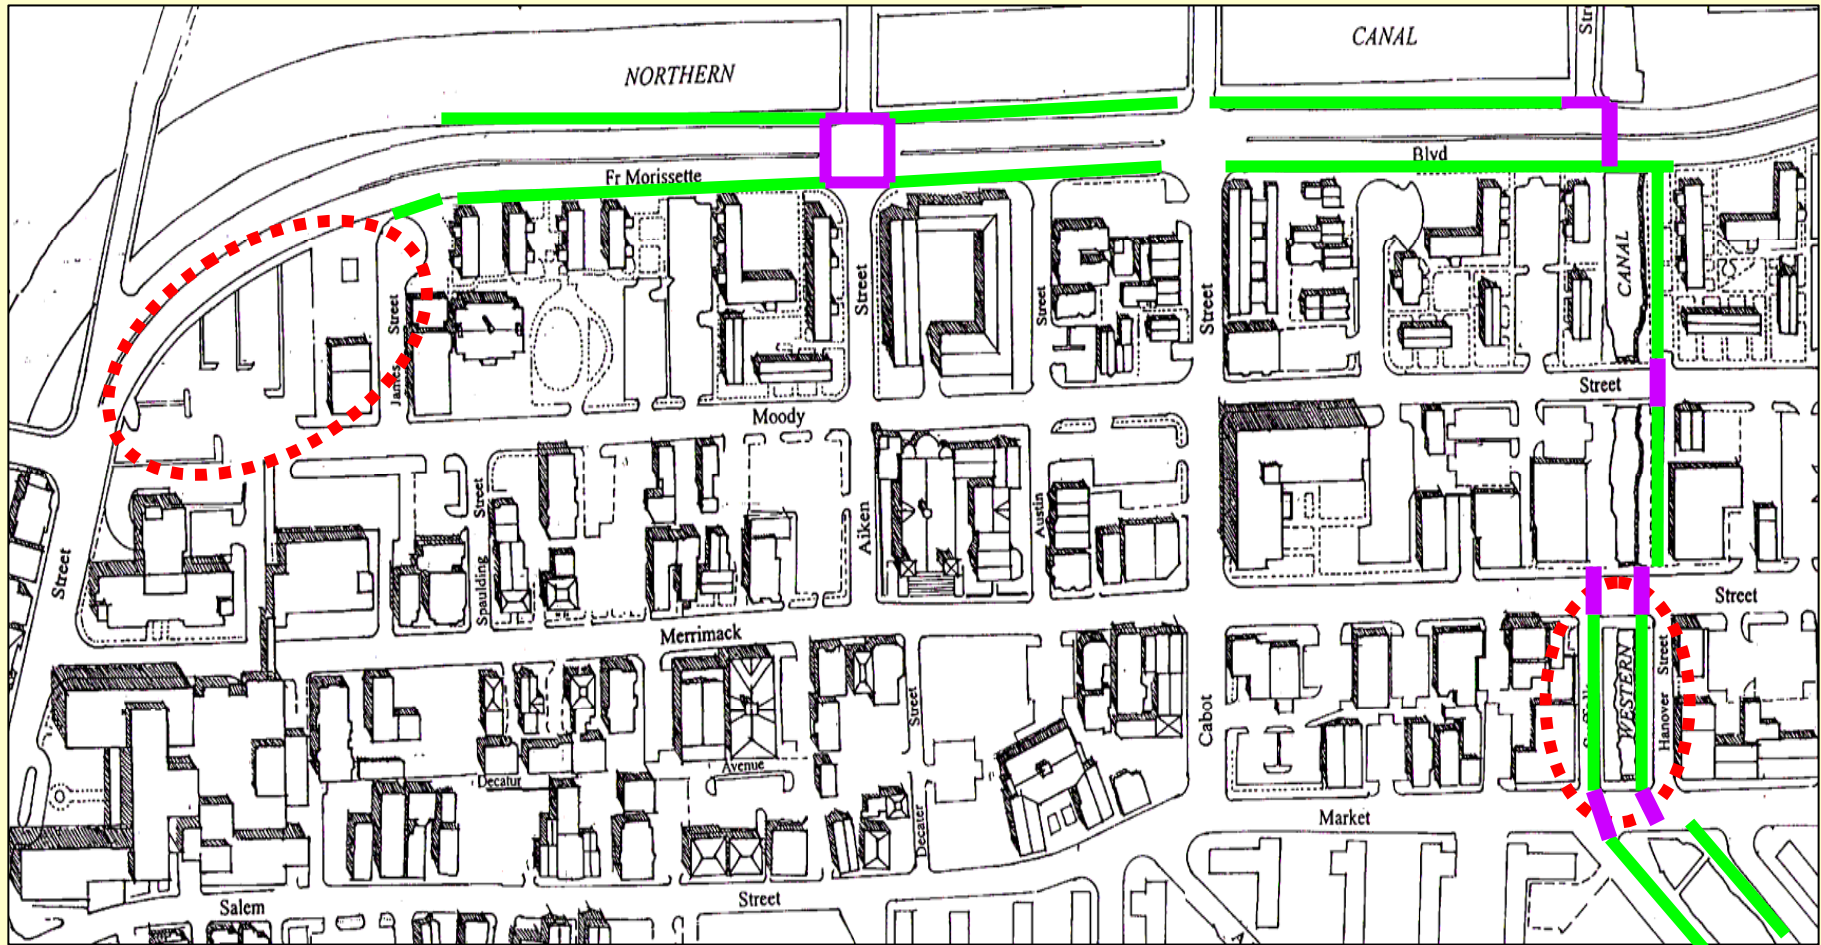 CANAL
NORTHERN
Blvd
Fr Morissette
CANAL
Street
Street
Street
Street
James
Street
Moody
Street
Spaulding
Aiken
Austin
Street
Merrimack
Street
Street
Street
WESTERN
Hanover
Cabot
Avenue
Decatur
Decater
Market
Salem
Street